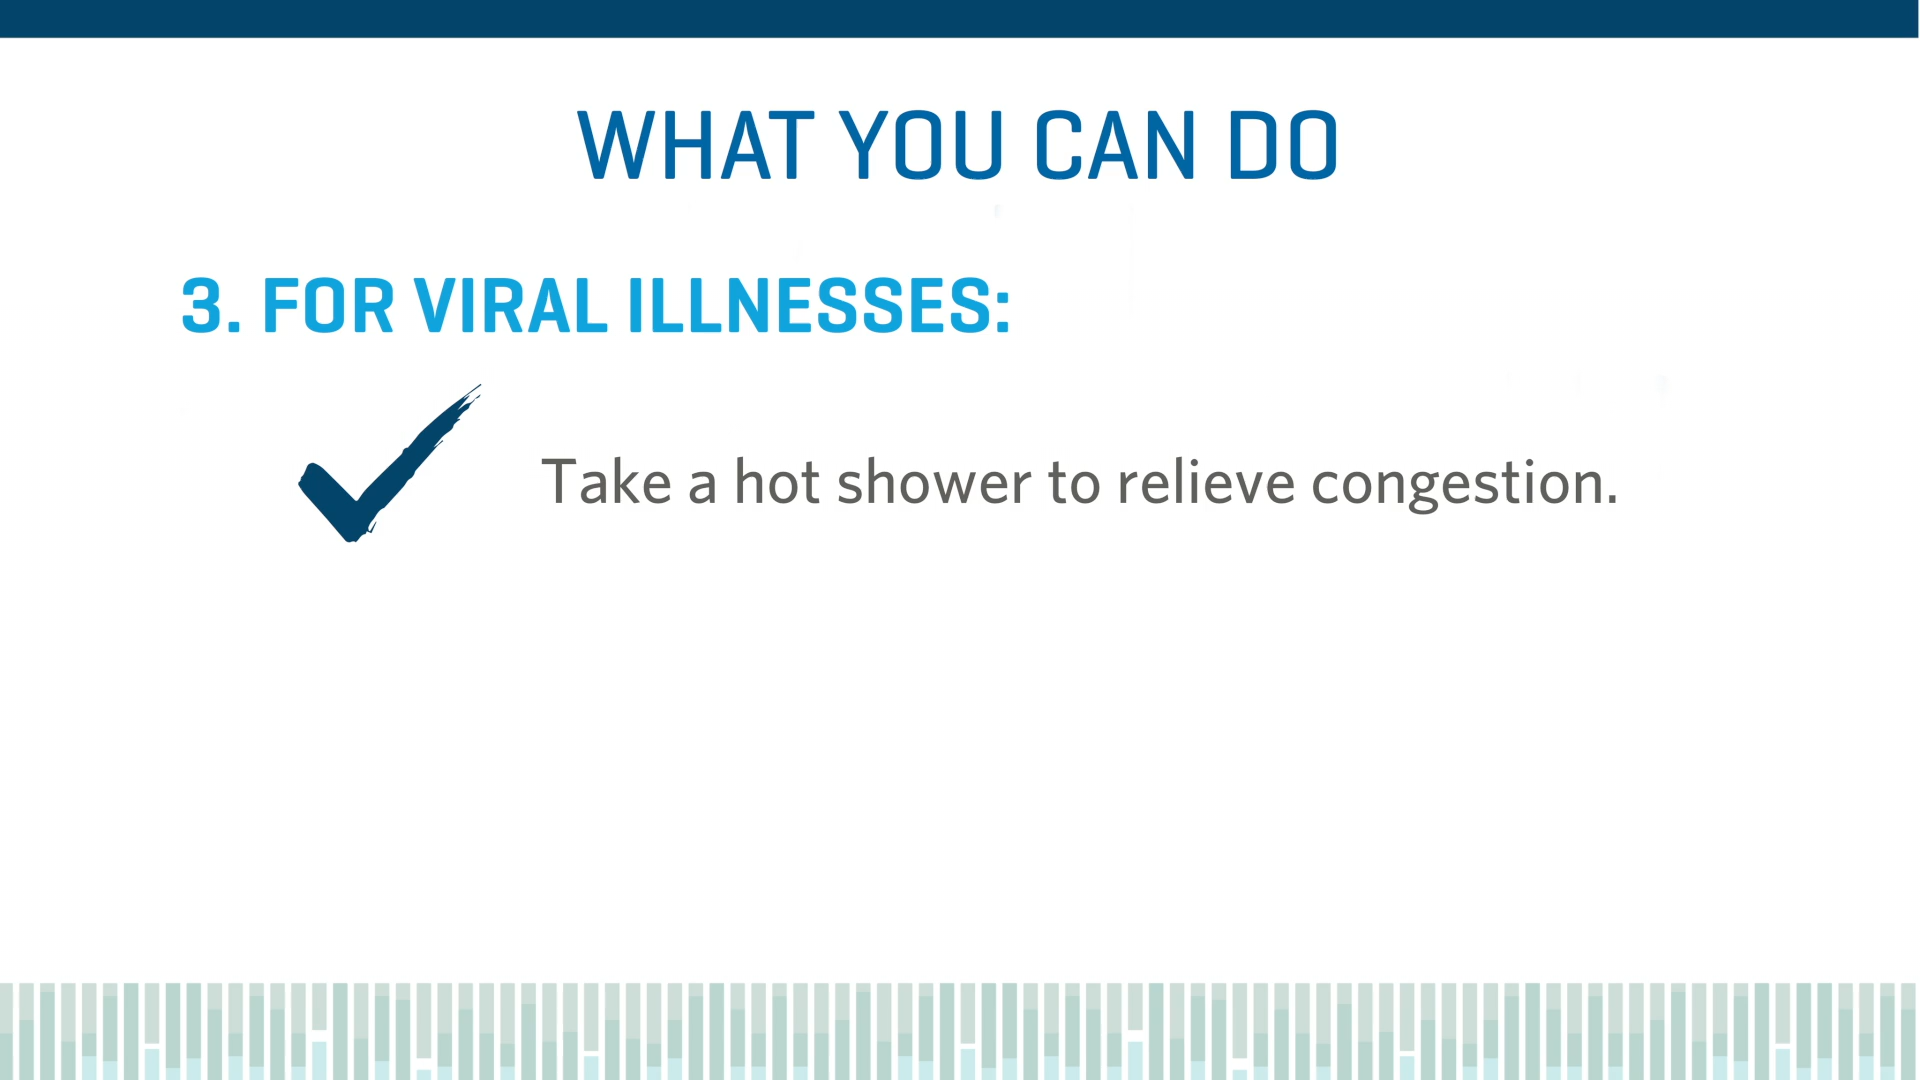 WHAT YOU CAN DO
3. FOR VIRAL ILLNESSES:
Take a hot shower to relieve congestion.